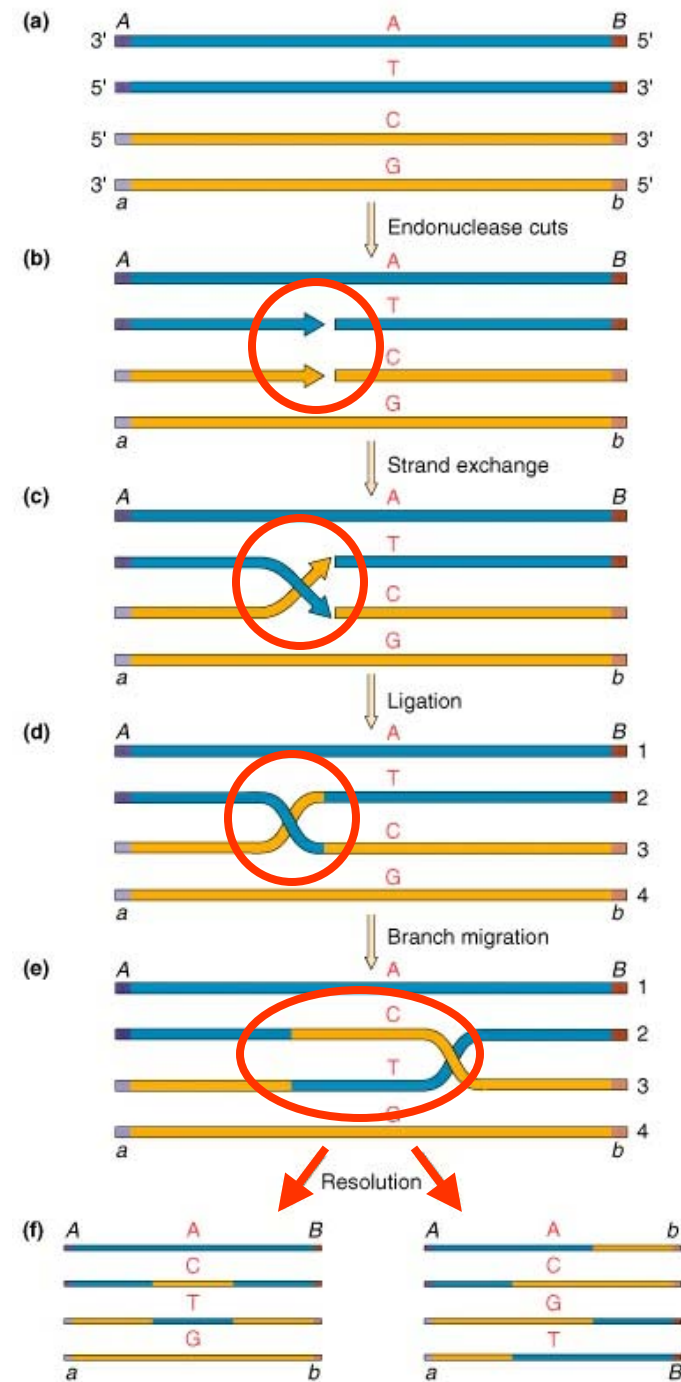 (a) A A B
3' 5'
T
5' 3'
C
5' 3'
G
3' 5'
a b
Endonuclease cuts
(b) A A B
T
C
G
a b
Strand exchange
(c) A A B
T
C
G
a b
Ligation
(d) A A B
1
T
2
C
3
G
4
a b
Branch migration
(e) A A B
1
C
2
T
3
G
4
a b
Resolution
(f) A A B
C
T
G
a b
A A b
C
G
T
a B